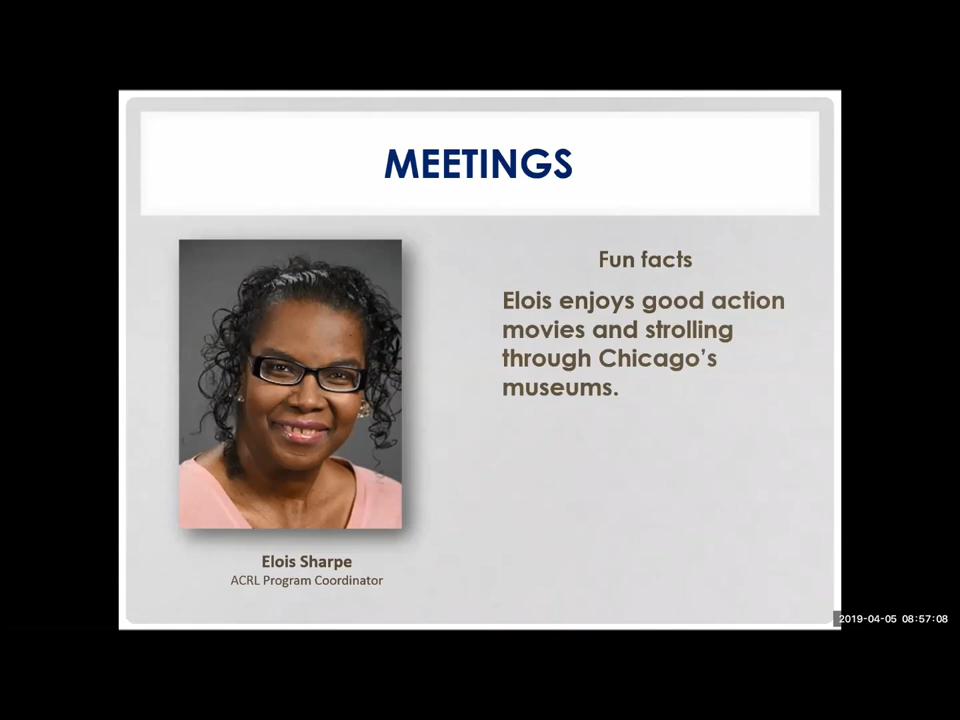 MEETINGS
Fun facts
Elois enjoys good action
movies and strolling
through Chicago's
museums.
Elois Sharpe
ACRL Program Coordinator
2019-04-05 08:57:08